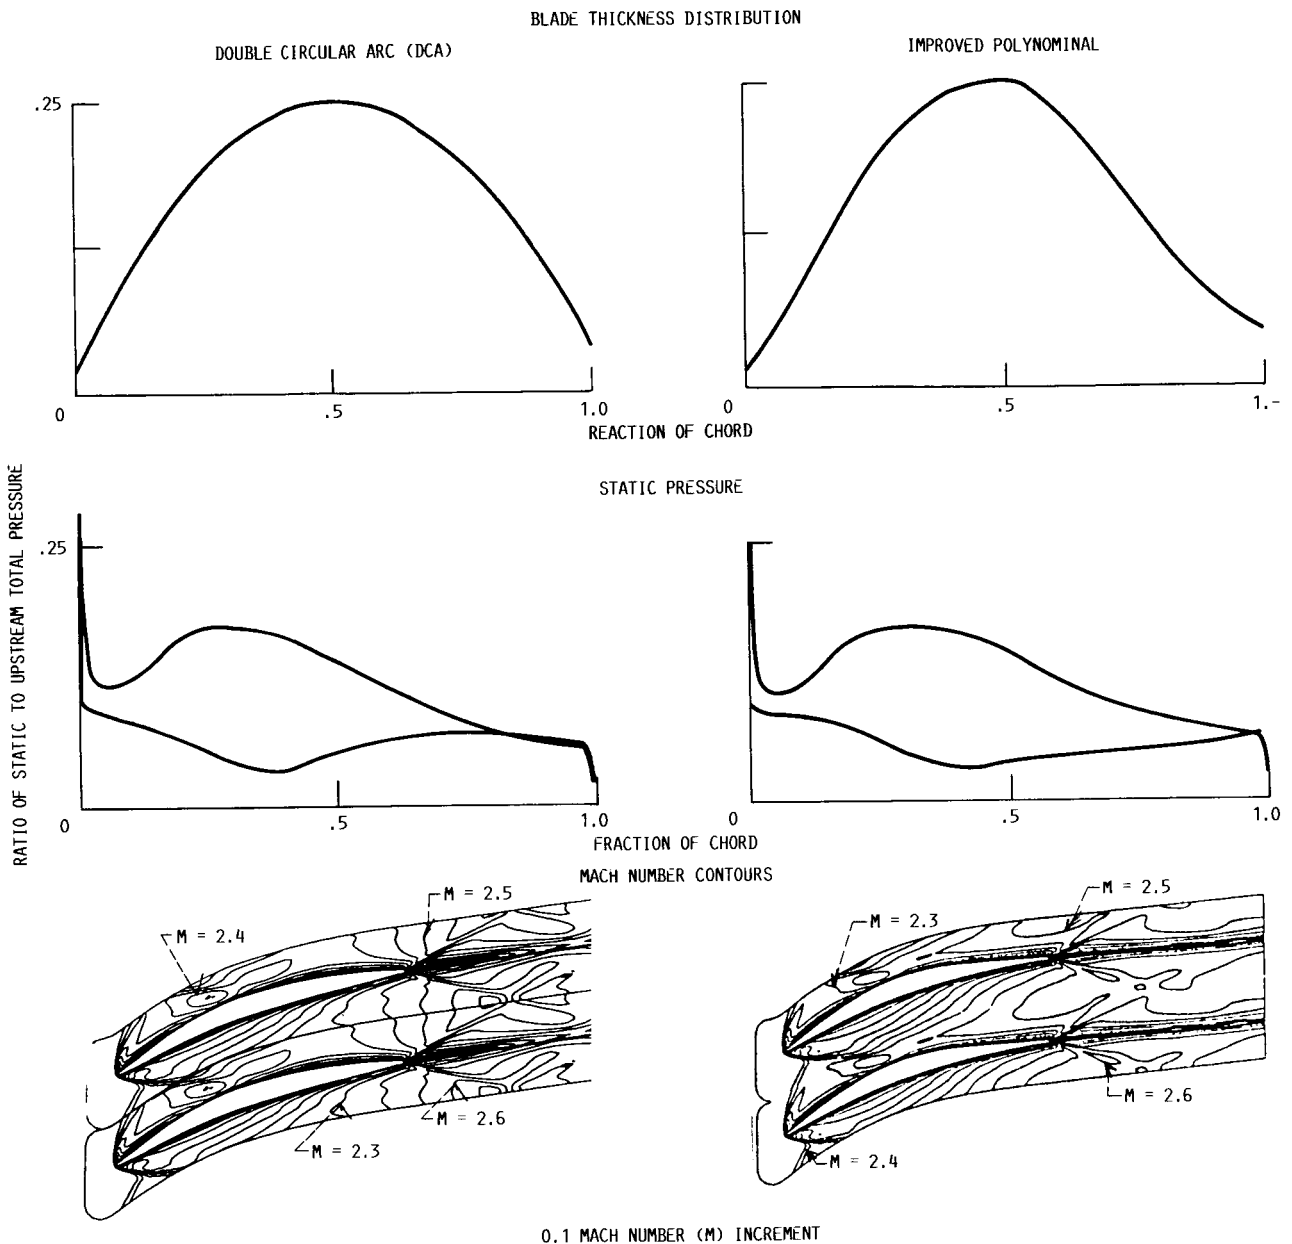 BLADE THICKNESS DISTRIBUTION
DOUBLE CIRCULAR ARC (DCA)
IMPROVED POLYNOMINAL
.25
0
.5
1.0
0
.5
1.-
REACTION OF CHORD
STATIC PRESSURE
RATIO OF STATIC TO UPSTREAM TOTAL PRESSURE
.25
0
.5
1.0
0
.5
1.0
FRACTION OF CHORD
MACH NUMBER CONTOURS
M = 2.5
M = 2.4
M = 2.6
M = 2.3
M = 2.5
M = 2.3
M = 2.6
M = 2.4
0.1 MACH NUMBER (M) INCREMENT